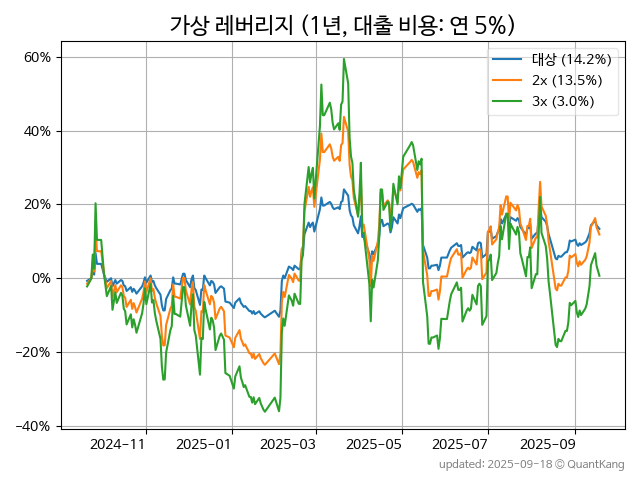 가상 레버리지 (1년, 대출 비용: 연 5%)
60%
40%
20%
0%
−20%
−40%
대상 (14.2%)
2x (13.5%)
3x (3.0%)
2024-11
2025-01
2025-03
2025-05
2025-07
2025-09
updated: 2025-09-18 © QuantKang